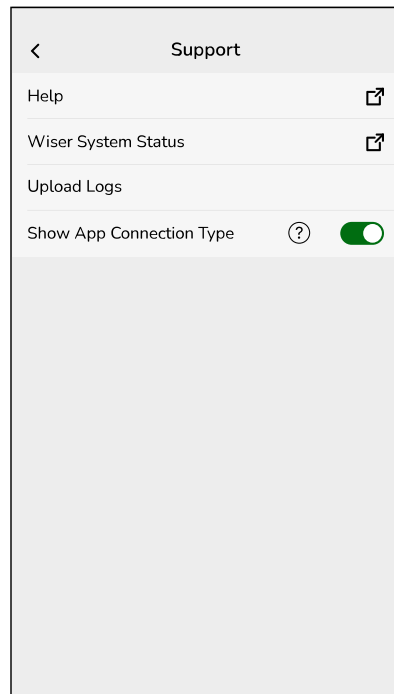 Support
Help
Wiser System Status
Upload Logs
Show App Connection Type ?